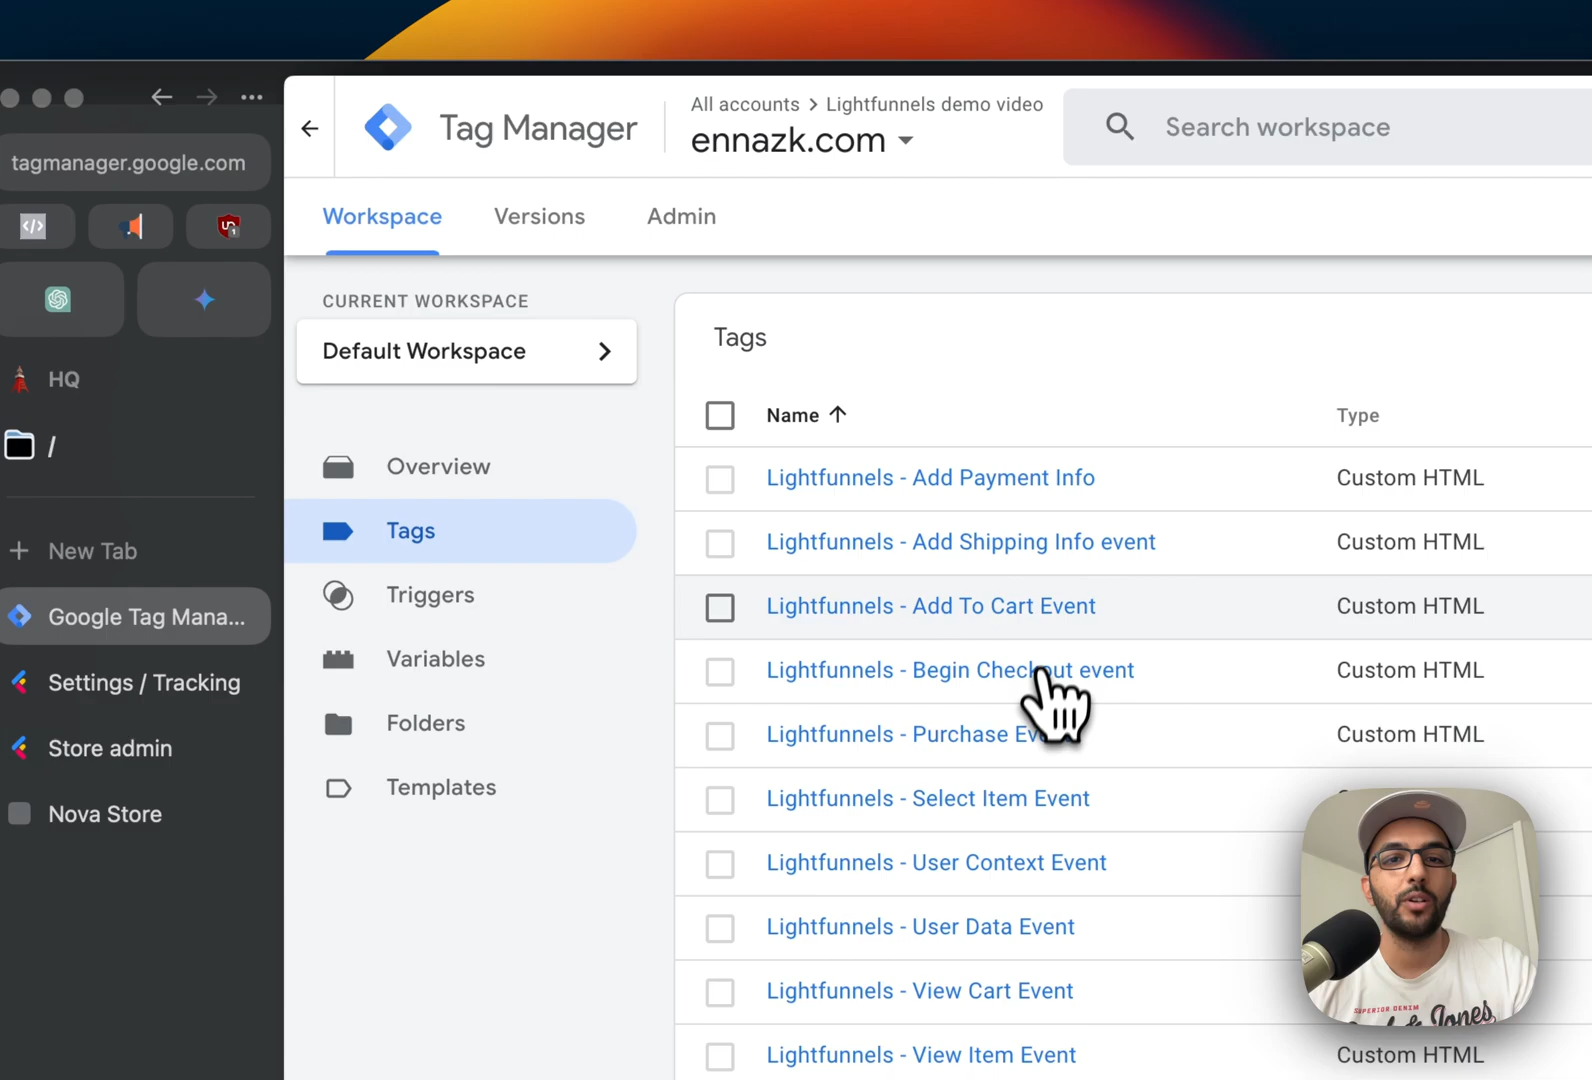 All accounts > Lightfunnels demo video
Tag Manager
ennazk.com
Search workspace
tagmanager.google.com
Workspace
Versions
Admin
CURRENT WORKSPACE
Default Workspace
Overview
Tags
Triggers
Variables
Folders
Templates
HQ
/
New Tab
Google Tag Mana...
Settings / Tracking
Store admin
Nova Store
Tags
Name Type
Lightfunnels - Add Payment Info Custom HTML
Lightfunnels - Add Shipping Info event Custom HTML
Lightfunnels - Add To Cart Event Custom HTML
Lightfunnels - Begin Checkout event Custom HTML
Lightfunnels - Purchase Custom HTML
Lightfunnels - Select Item Event
Lightfunnels - User Context Event
Lightfunnels - User Data Event
Lightfunnels - View Cart Event
Lightfunnels - View Item Event Custom HTML
SUPERIOR DENIM
Jones